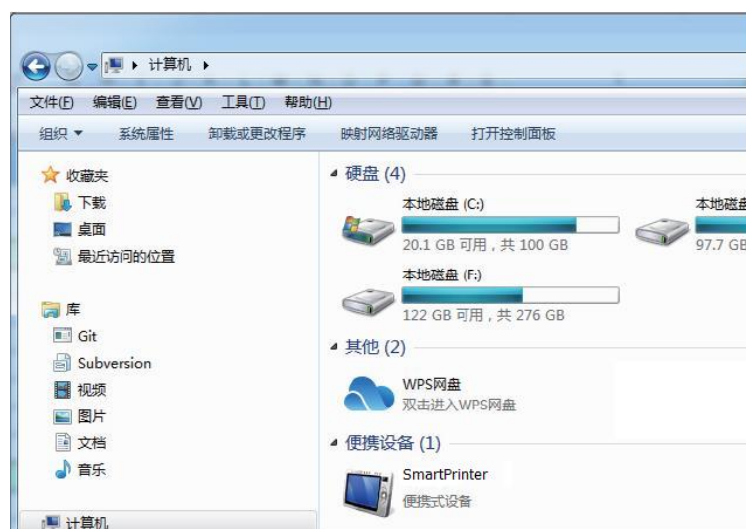 计算机
文件(F) 编辑(E) 查看(V) 工具(T) 帮助(H)
组织 系统属性 卸载或更改程序 映射网络驱动器 打开控制面板
收藏夹
下载
桌面
最近访问的位置
库
Git
Subversion
视频
图片
文档
音乐
计算机
硬盘 (4)
本地磁盘 (C:)
20.1 GB 可用，共 100 GB
本地磁盘
97.7 GB
本地磁盘 (F:)
122 GB 可用，共 276 GB
其他 (2)
WPS网盘
双击进入WPS网盘
便携设备 (1)
SmartPrinter
便携式设备